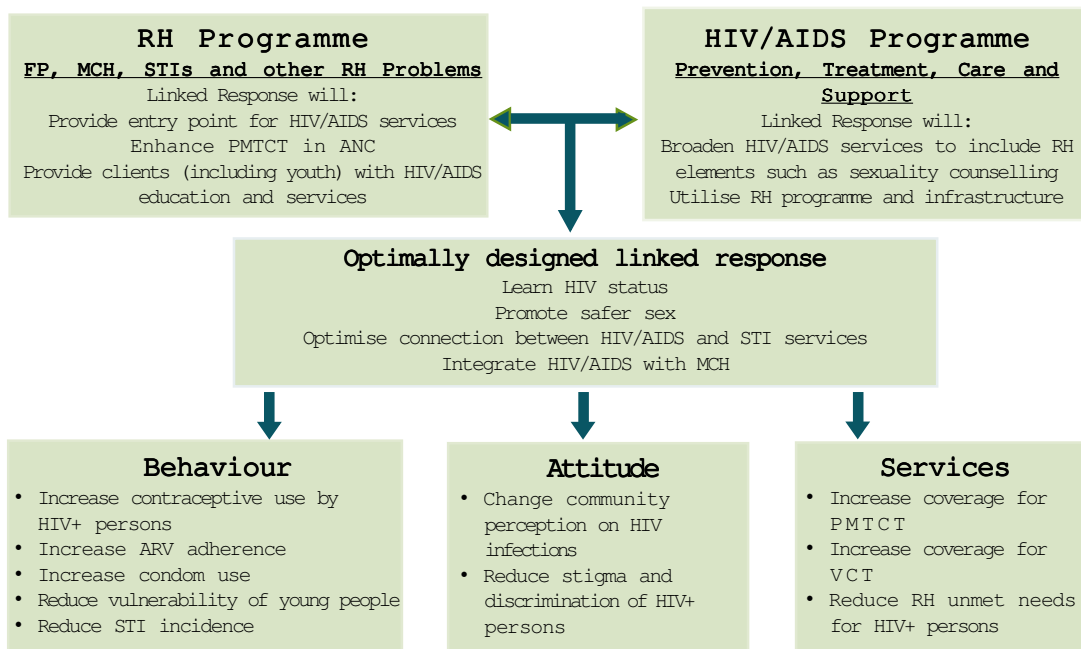 RH Programme
FP, MCH, STIs and other RH Problems
Linked Response will:
Provide entry point for HIV/AIDS services
Enhance PMTCT in ANC
Provide clients (including youth) with HIV/AIDS
education and services
HIV/AIDS Programme
Prevention, Treatment, Care and
Support
Linked Response will:
Broaden HIV/AIDS services to include RH
elements such as sexuality counselling
Utilise RH programme and infrastructure
Optimally designed linked response
Learn HIV status
Promote safer sex
Optimise connection between HIV/AIDS and STI services
Integrate HIV/AIDS with MCH
Behaviour
• Increase contraceptive use by
HIV+ persons
• Increase ARV adherence
• Increase condom use
• Reduce vulnerability of young people
• Reduce STI incidence
Attitude
• Change community
perception on HIV
infections
• Reduce stigma and
discrimination of HIV+
persons
Services
• Increase coverage for
PMTCT
• Increase coverage for
VCT
• Reduce RH unmet needs
for HIV+ persons